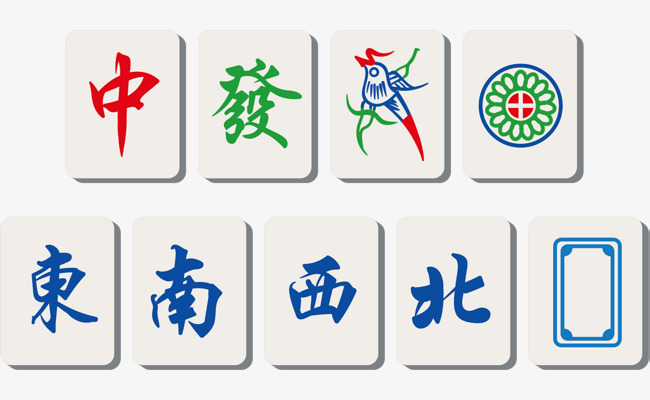 中 發
東 南 西 北